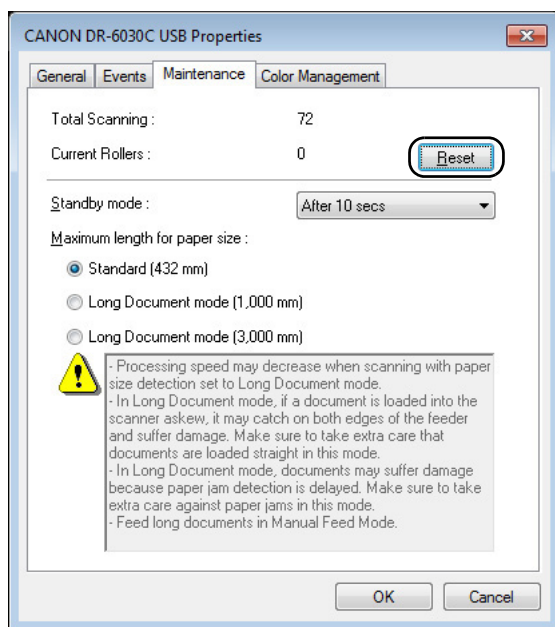 CANON DR-6030C USB Properties
General Events Maintenance Color Management
Total Scanning : 72
Current Rollers : 0 Reset
Standby mode : After 10 secs
Maximum length for paper size :
Standard (432 mm)
Long Document mode (1,000 mm)
Long Document mode (3,000 mm)
- Processing speed may decrease when scanning with paper
size detection set to Long Document mode.
- In Long Document mode, if a document is loaded into the
scanner askew, it may catch on both edges of the feeder
and suffer damage. Make sure to take extra care that
documents are loaded straight in this mode.
- In Long Document mode, documents may suffer damage
because paper jam detection is delayed. Make sure to take
extra care against paper jams in this mode.
- Feed long documents in Manual Feed Mode.
OK Cancel